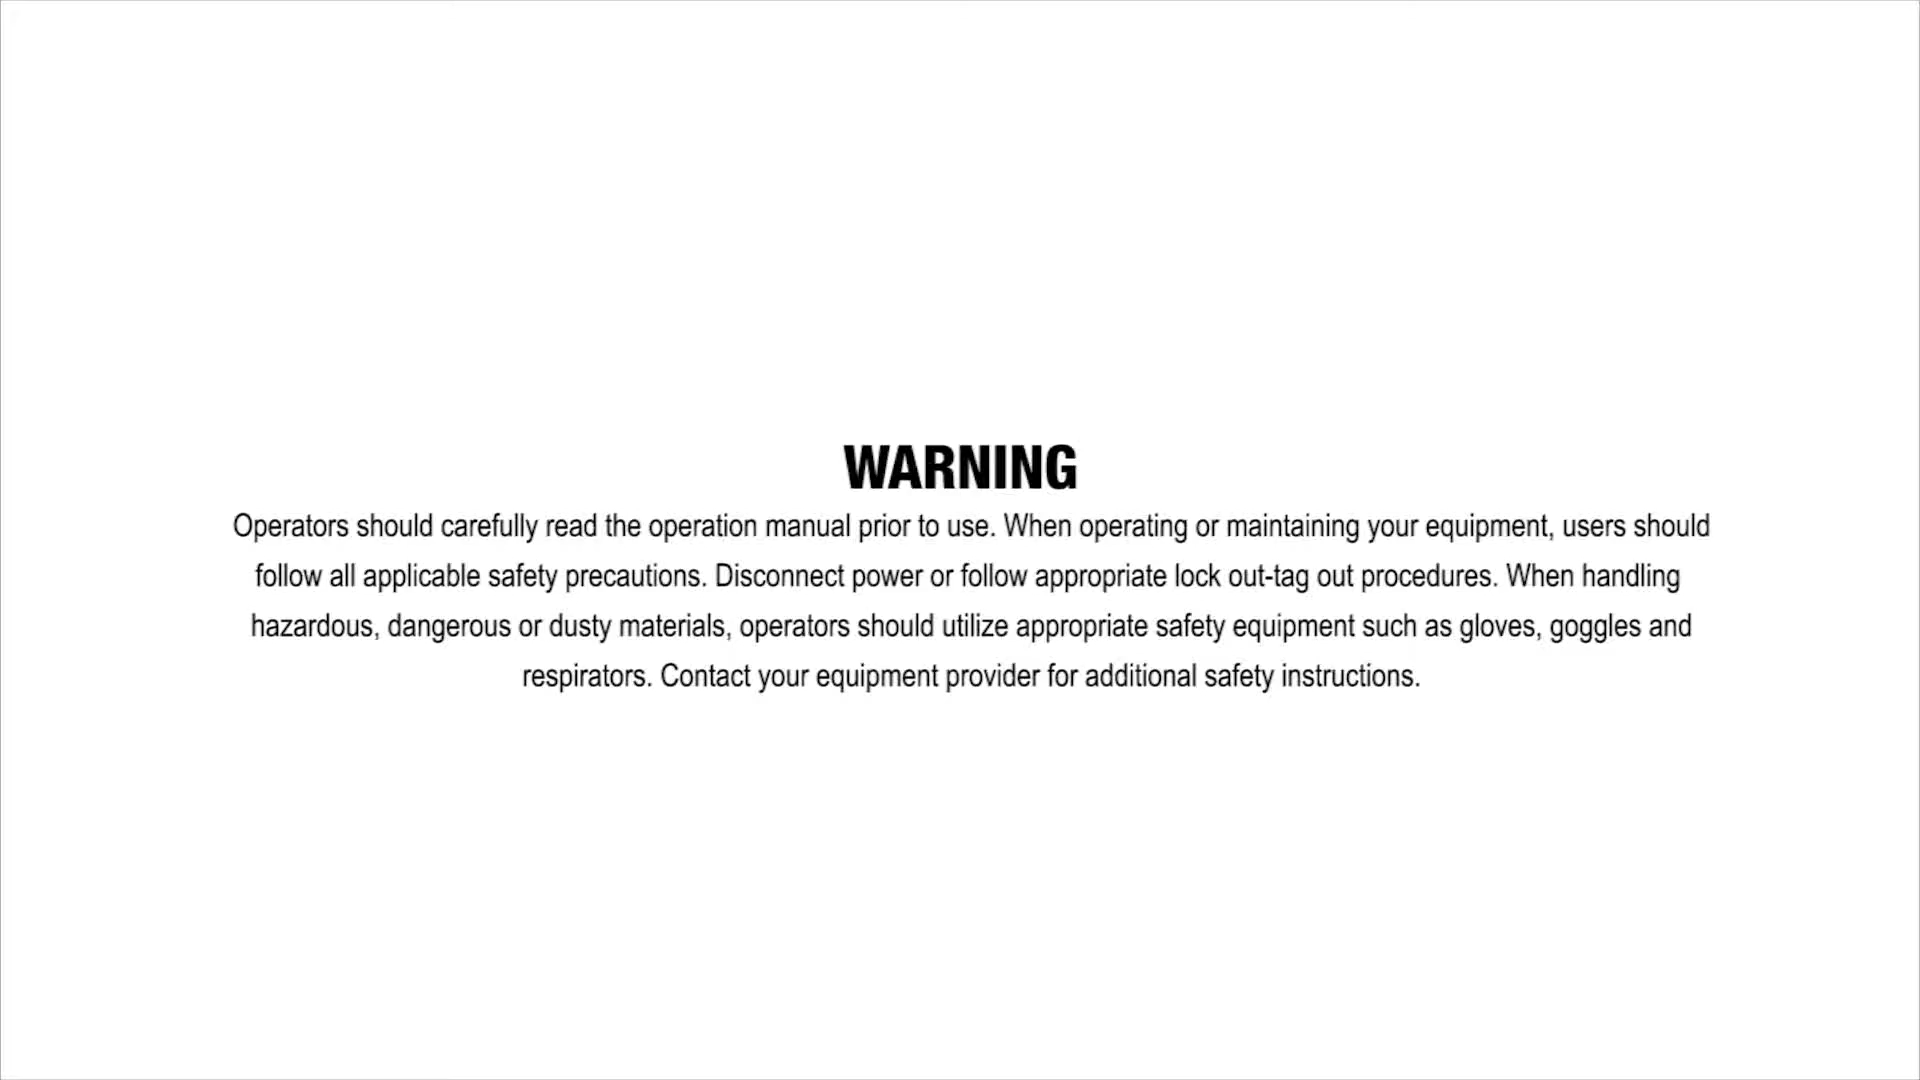 WARNING
Operators should carefully read the operation manual prior to use. When operating or maintaining your equipment, users should
follow all applicable safety precautions. Disconnect power or follow appropriate lock out-tag out procedures. When handling
hazardous, dangerous or dusty materials, operators should utilize appropriate safety equipment such as gloves, goggles and
respirators. Contact your equipment provider for additional safety instructions.